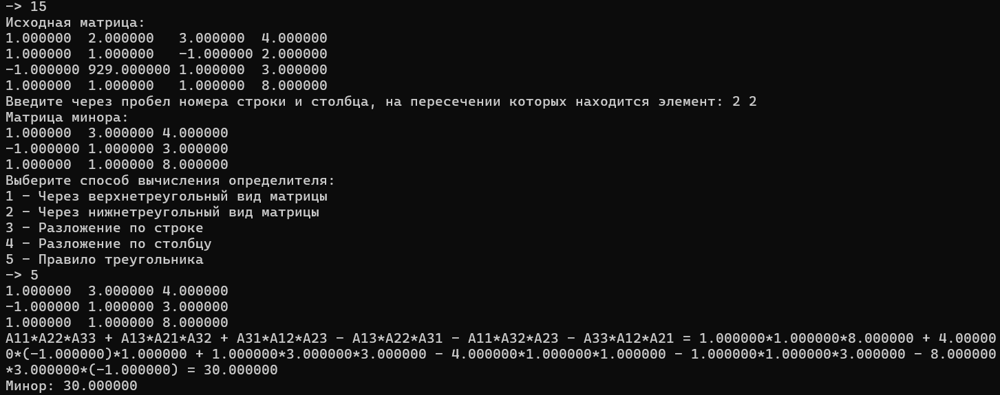 -> 15
Исходная матрица:
1.000000  2.000000   3.000000  4.000000
1.000000  1.000000   -1.000000 2.000000
-1.000000 929.000000 1.000000  3.000000
1.000000  1.000000   1.000000  8.000000
Введите через пробел номера строки и столбца, на пересечении которых находится элемент: 2 2
Матрица минора:
1.000000  3.000000 4.000000
-1.000000 1.000000 3.000000
1.000000  1.000000 8.000000
Выберите способ вычисления определителя:
1 - Через верхнетреугольный вид матрицы
2 - Через нижнетреугольный вид матрицы
3 - Разложение по строке
4 - Разложение по столбцу
5 - Правило треугольника
-> 5
1.000000  3.000000 4.000000
-1.000000 1.000000 3.000000
1.000000  1.000000 8.000000
A11*A22*A33 + A13*A21*A32 + A31*A12*A23 - A13*A22*A31 - A11*A32*A23 - A33*A12*A21 = 1.000000*1.000000*8.000000 + 4.00000
0*(-1.000000)*1.000000 + 1.000000*3.000000*3.000000 - 4.000000*1.000000*1.000000 - 1.000000*1.000000*3.000000 - 8.000000
*3.000000*(-1.000000) = 30.000000
Минор: 30.000000